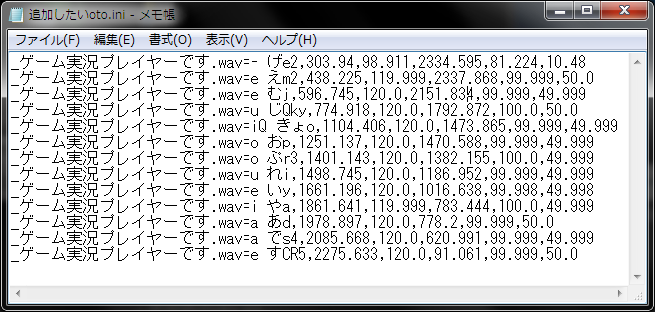 追加したいoto.ini - メモ帳
ファイル(F) 編集(E) 書式(O) 表示(V) ヘルプ(H)
_ゲーム実況プレイヤーです.wav=- (げe2,303.94,98.911,2334.595,81.224,10.48
_ゲーム実況プレイヤーです.wav=e えm2,438.225,119.999,2337.868,99.999,50.0
_ゲーム実況プレイヤーです.wav=e むj,596.745,120.0,2151.834,99.999,49.999
_ゲーム実況プレイヤーです.wav=u じQky,774.918,120.0,1792.872,100.0,50.0
_ゲーム実況プレイヤーです.wav=iQ きょo,1104.406,120.0,1473.865,99.999,49.999
_ゲーム実況プレイヤーです.wav=o おp,1251.137,120.0,1470.588,99.999,49.999
_ゲーム実況プレイヤーです.wav=o ぷr3,1401.143,120.0,1382.155,100.0,49.999
_ゲーム実況プレイヤーです.wav=u れi,1498.745,120.0,1186.952,99.999,49.999
_ゲーム実況プレイヤーです.wav=e いy,1661.196,120.0,1016.638,99.998,49.998
_ゲーム実況プレイヤーです.wav=i やa,1861.641,119.999,783.444,100.0,49.999
_ゲーム実況プレイヤーです.wav=a あd,1978.897,120.0,778.2,99.999,50.0
_ゲーム実況プレイヤーです.wav=a でs4,2085.668,120.0,620.991,99.999,49.999
_ゲーム実況プレイヤーです.wav=e すCR5,2275.633,120.0,91.061,99.999,50.0